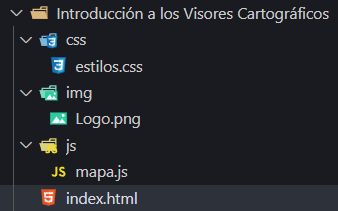 Introducción a los Visores Cartográficos
css
estilos.css
img
Logo.png
js
JS mapa.js
index.html